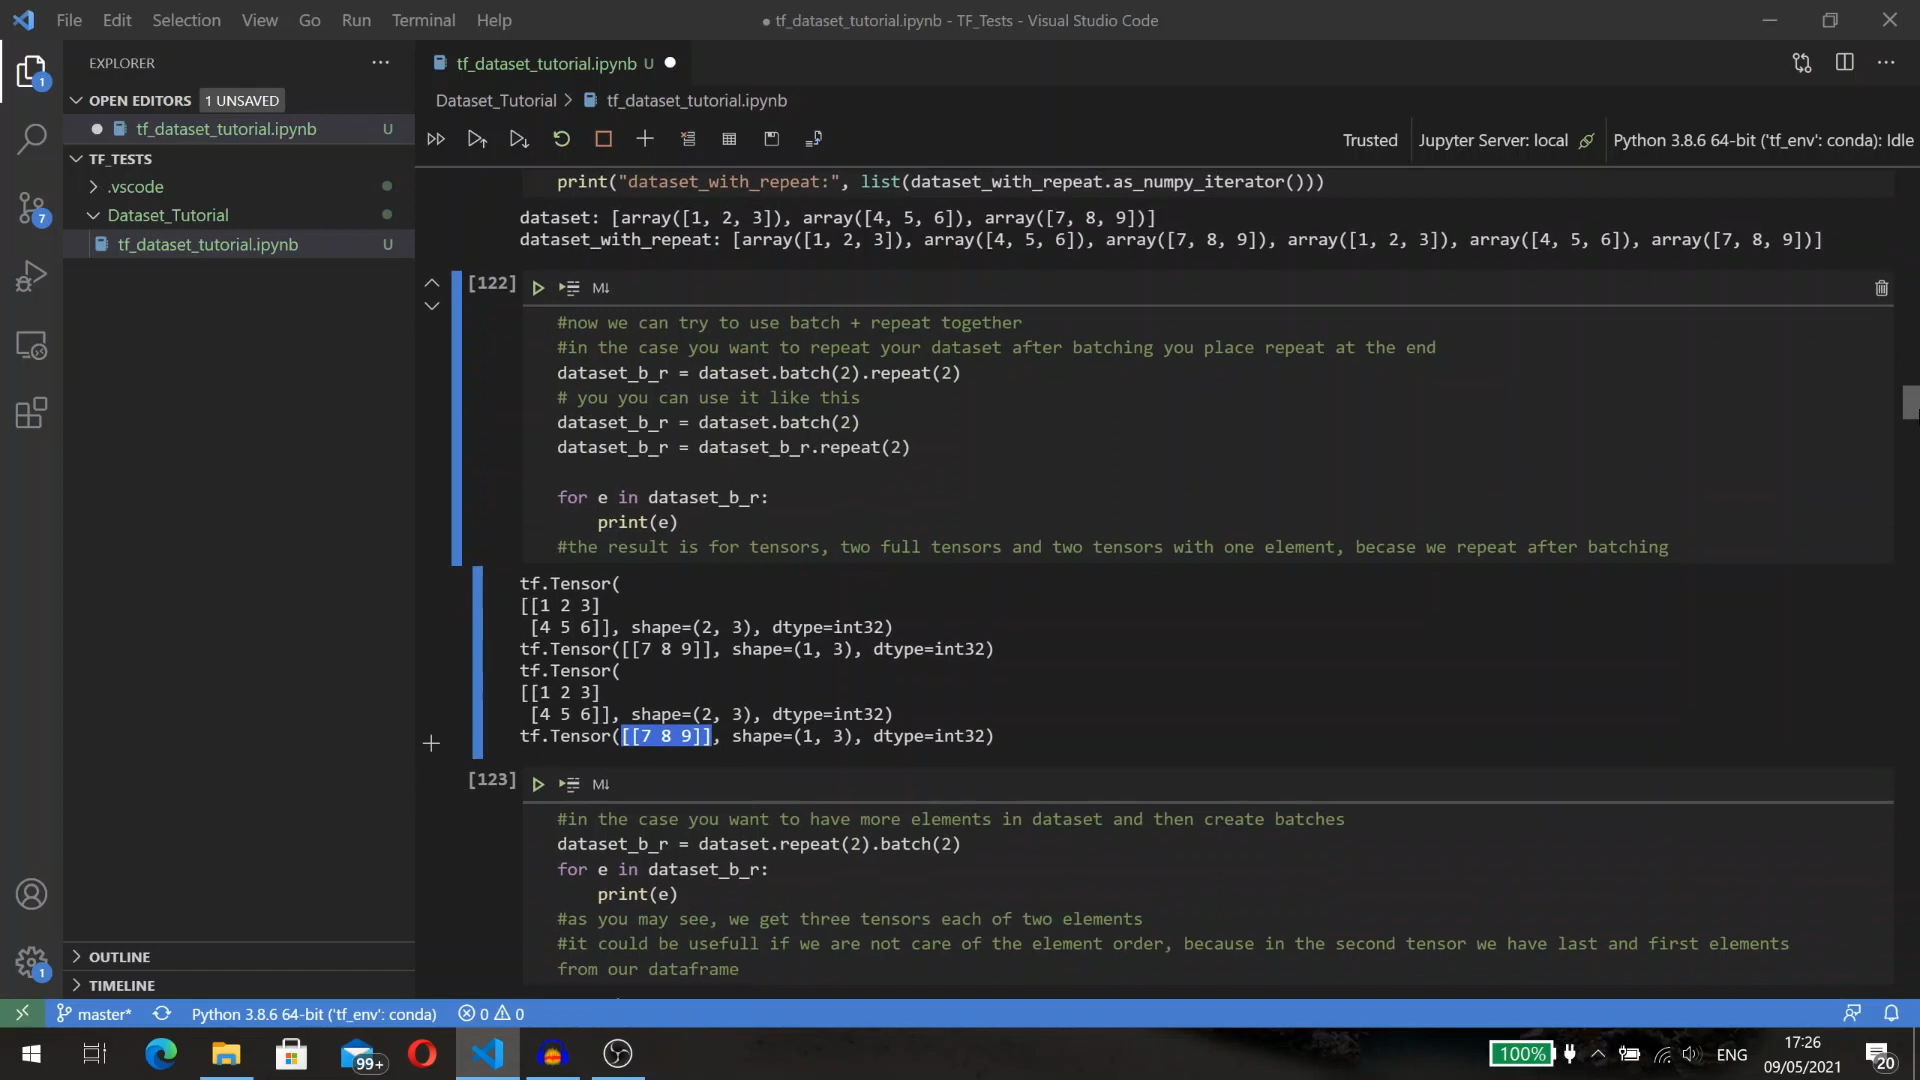 File Edit Selection View Go Run Terminal Help
● tf_dataset_tutorial.ipynb - TF_Tests - Visual Studio Code
EXPLORER
tf_dataset_tutorial.ipynb U
1
OPEN EDITORS 1 UNSAVED
Dataset_Tutorial > tf_dataset_tutorial.ipynb
tf_dataset_tutorial.ipynb U
Trusted Jupyter Server: local Python 3.8.6 64-bit ('tf_env': conda): Idle
TF_TESTS
.vscode
Dataset_Tutorial
tf_dataset_tutorial.ipynb U
7
print("dataset_with_repeat:", list(dataset_with_repeat.as_numpy_iterator()))
dataset: [array([1, 2, 3]), array([4, 5, 6]), array([7, 8, 9])]
dataset_with_repeat: [array([1, 2, 3]), array([4, 5, 6]), array([7, 8, 9]), array([1, 2, 3]), array([4, 5, 6]), array([7, 8, 9])]
[122] M↓
#now we can try to use batch + repeat together
#in the case you want to repeat your dataset after batching you place repeat at the end
dataset_b_r = dataset.batch(2).repeat(2)
# you you can use it like this
dataset_b_r = dataset.batch(2)
dataset_b_r = dataset_b_r.repeat(2)
for e in dataset_b_r:
print(e)
#the result is for tensors, two full tensors and two tensors with one element, becase we repeat after batching
tf.Tensor(
[[1 2 3]
[4 5 6]], shape=(2, 3), dtype=int32)
tf.Tensor([[7 8 9]], shape=(1, 3), dtype=int32)
tf.Tensor(
[[1 2 3]
[4 5 6]], shape=(2, 3), dtype=int32)
tf.Tensor([[7 8 9]], shape=(1, 3), dtype=int32)
[123] M↓
#in the case you want to have more elements in dataset and then create batches
dataset_b_r = dataset.repeat(2).batch(2)
for e in dataset_b_r:
print(e)
#as you may see, we get three tensors each of two elements
#it could be usefull if we are not care of the element order, because in the second tensor we have last and first elements
from our dataframe
OUTLINE
TIMELINE
1
master* Python 3.8.6 64-bit ('tf_env': conda) 0 0
99+
100% ENG 17:26
09/05/2021
20